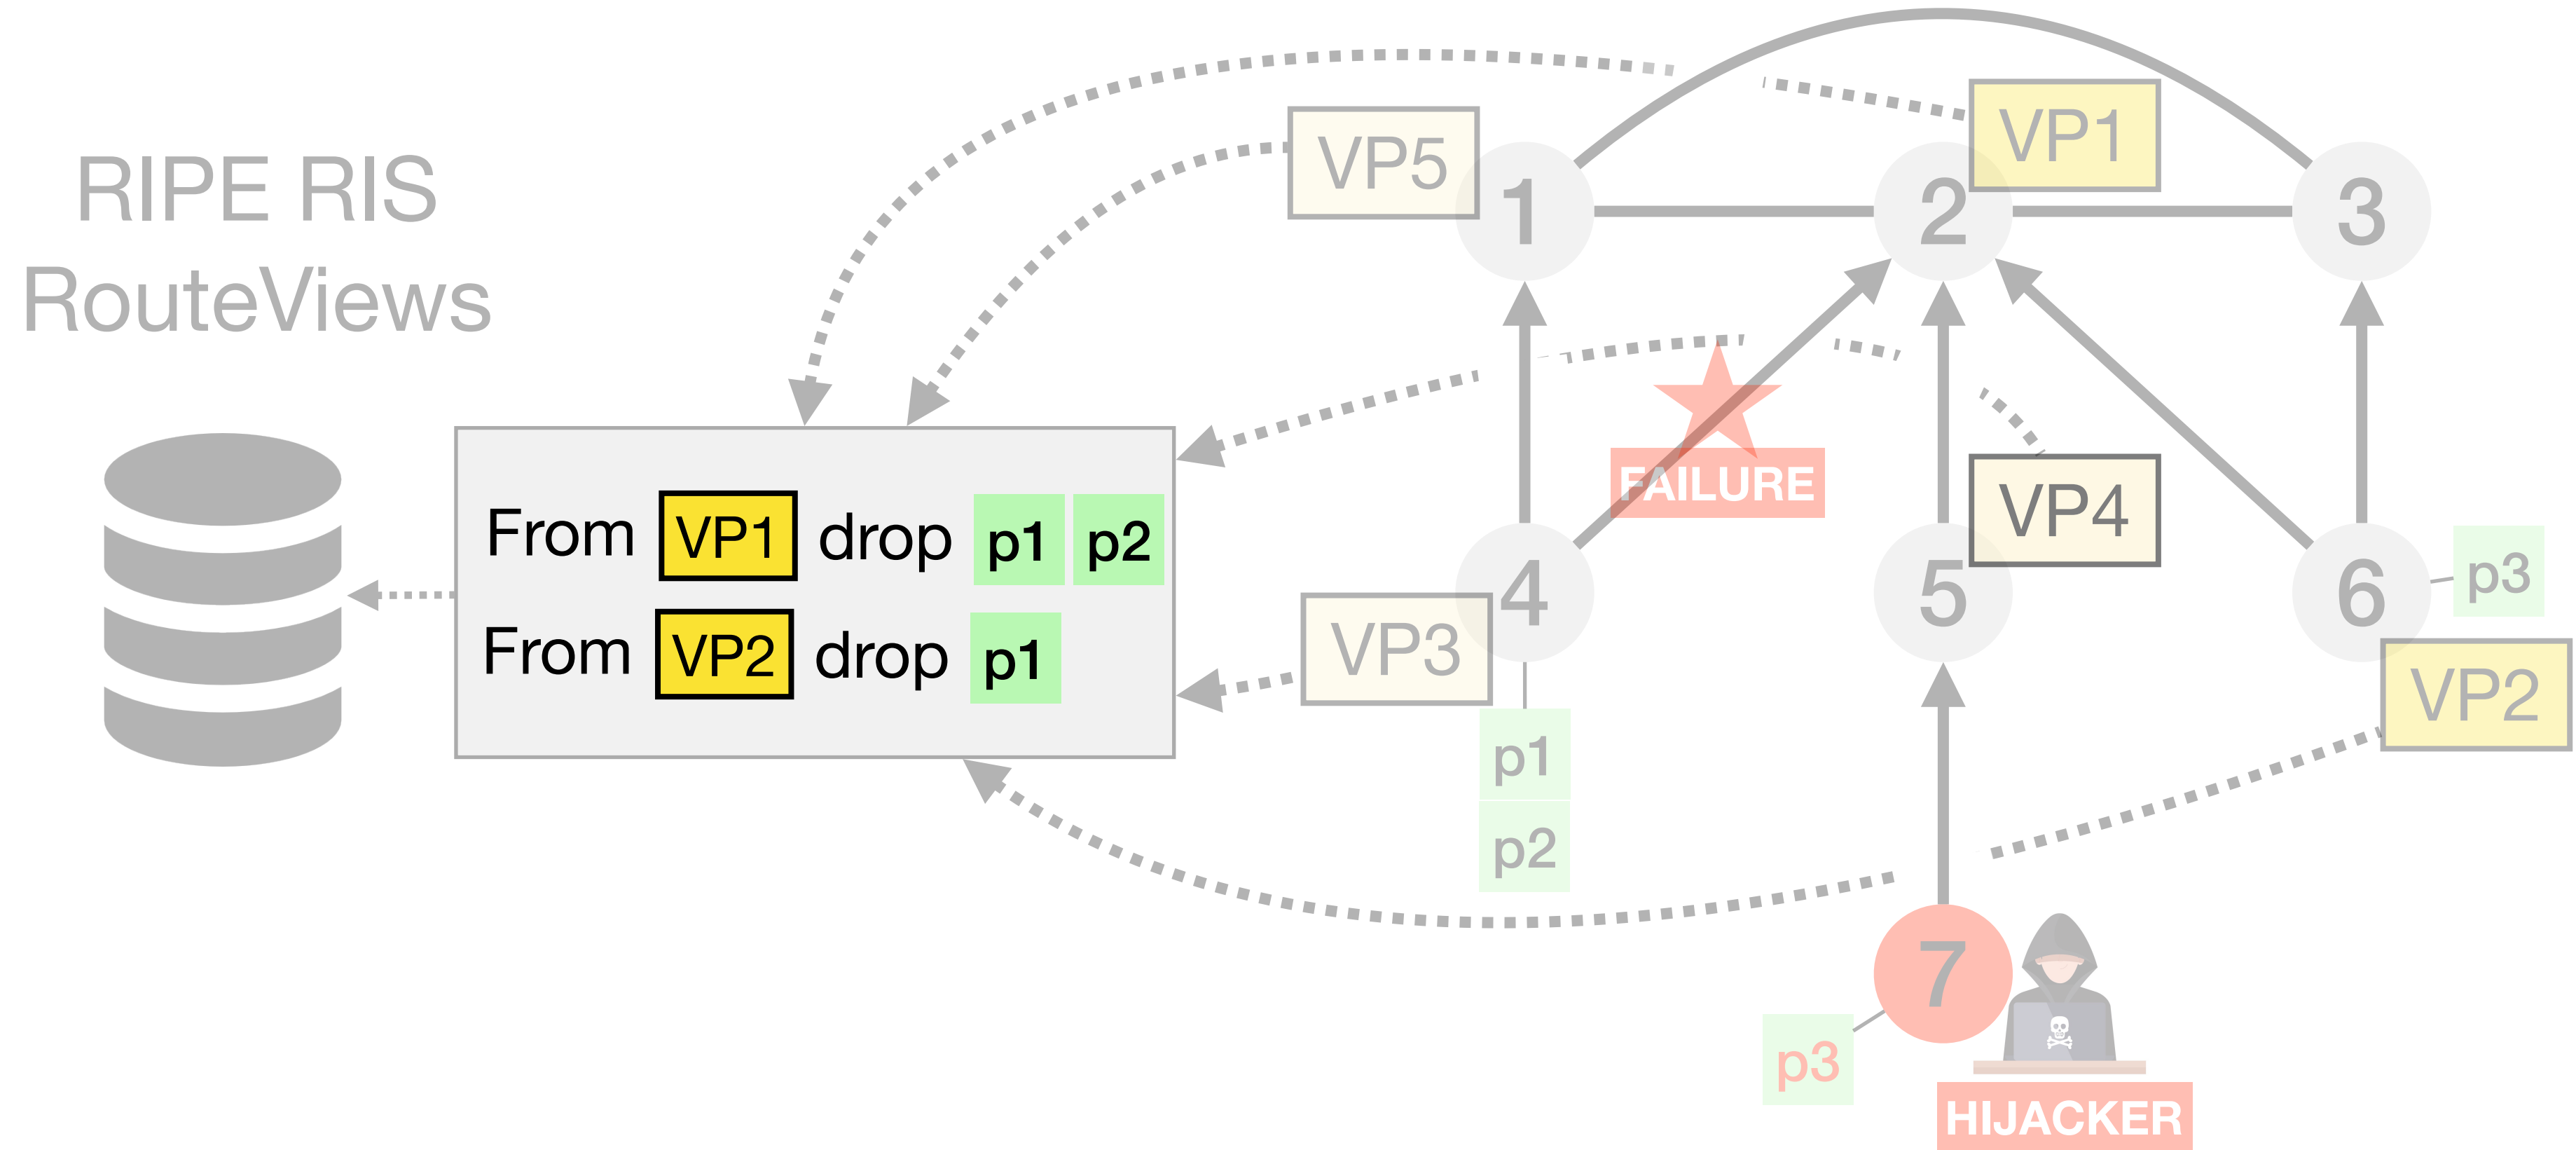 RIPE RIS
RouteViews
VP5
1
2
VP1
3
From VP1 drop p1 p2
From VP2 drop p1
FAILURE
VP4
VP3
4
5
6
p3
VP2
p1
p2
7
p3
HIJACKER